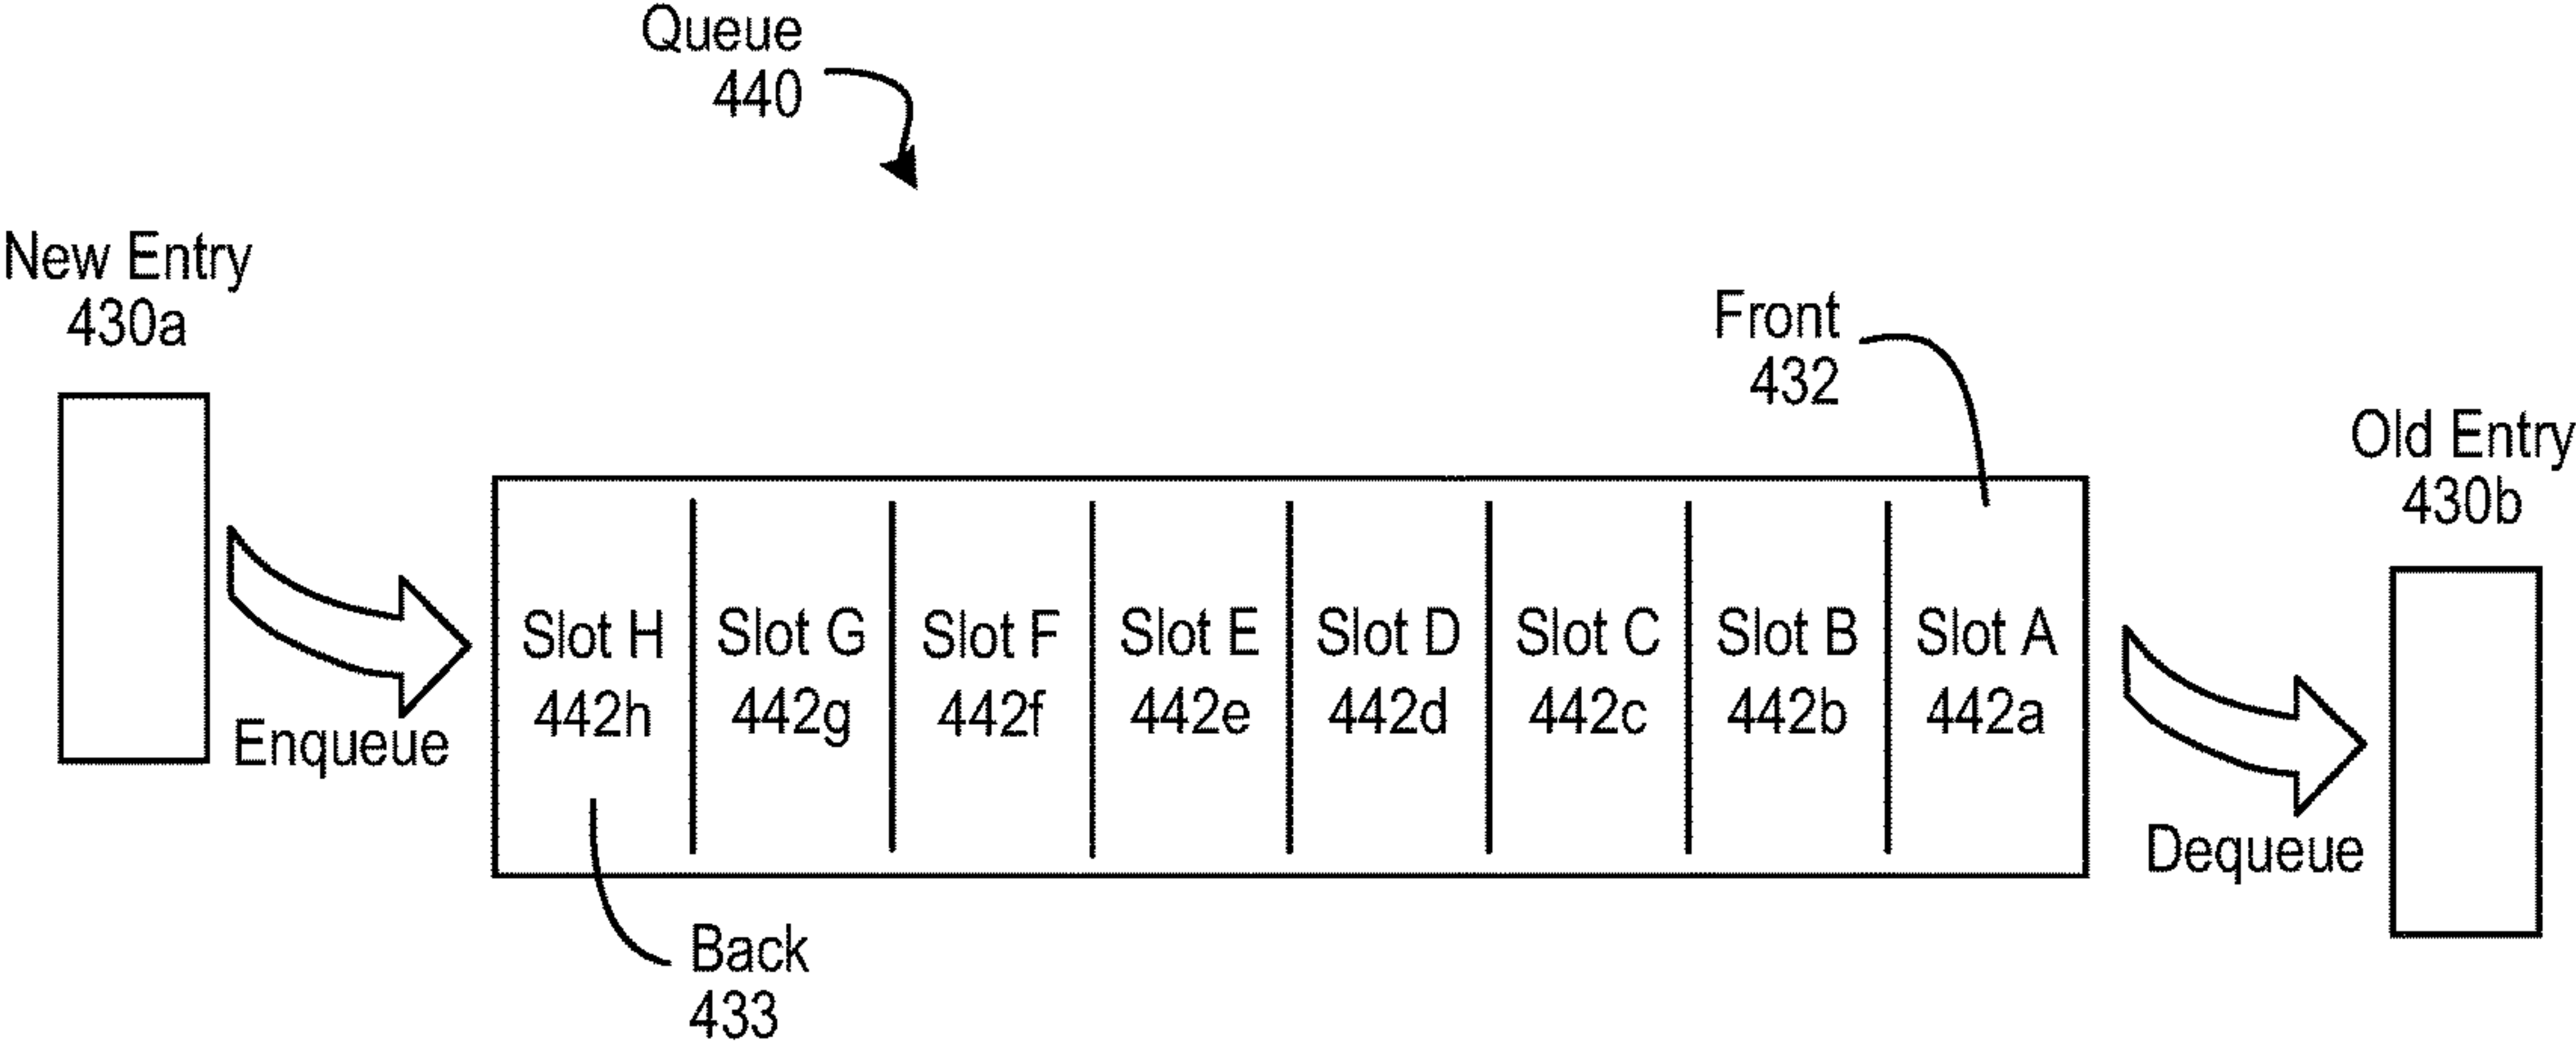 Queue
440
New Entry
430a
Front
432
Old Entry
430b
Enqueue
Slot H
442h
Slot G
442g
Slot F
442f
Slot E
442e
Slot D
442d
Slot C
442c
Slot B
442b
Slot A
442a
Dequeue
Back
433